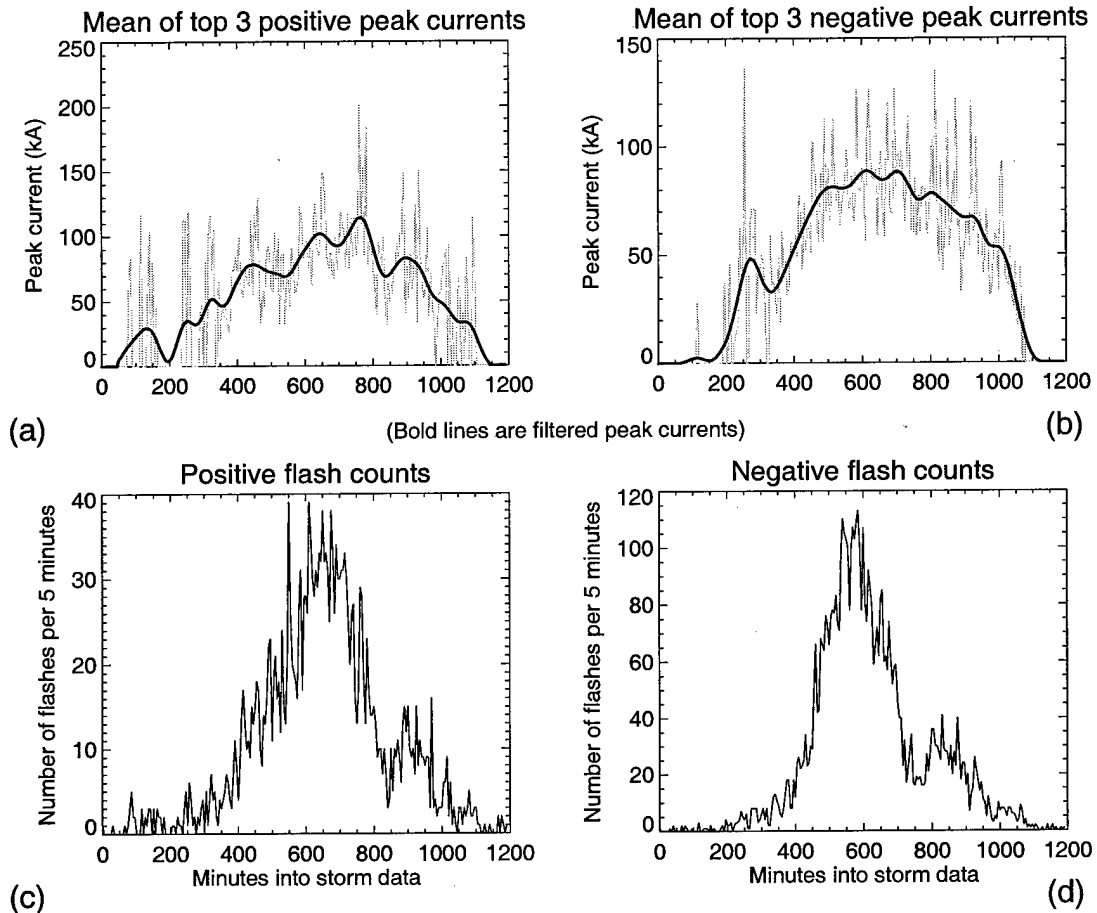 Mean of top 3 positive peak currents
Peak current (kA)
250
200
150
100
50
0
0 200 400 600 800 1000 1200
(a)
Mean of top 3 negative peak currents
Peak current (kA)
150
100
50
0
0 200 400 600 800 1000 1200
(b)
(Bold lines are filtered peak currents)
Positive flash counts
Number of flashes per 5 minutes
40
30
20
10
0
0 200 400 600 800 1000 1200
Minutes into storm data
(c)
Negative flash counts
Number of flashes per 5 minutes
120
100
80
60
40
20
0
0 200 400 600 800 1000 1200
Minutes into storm data
(d)